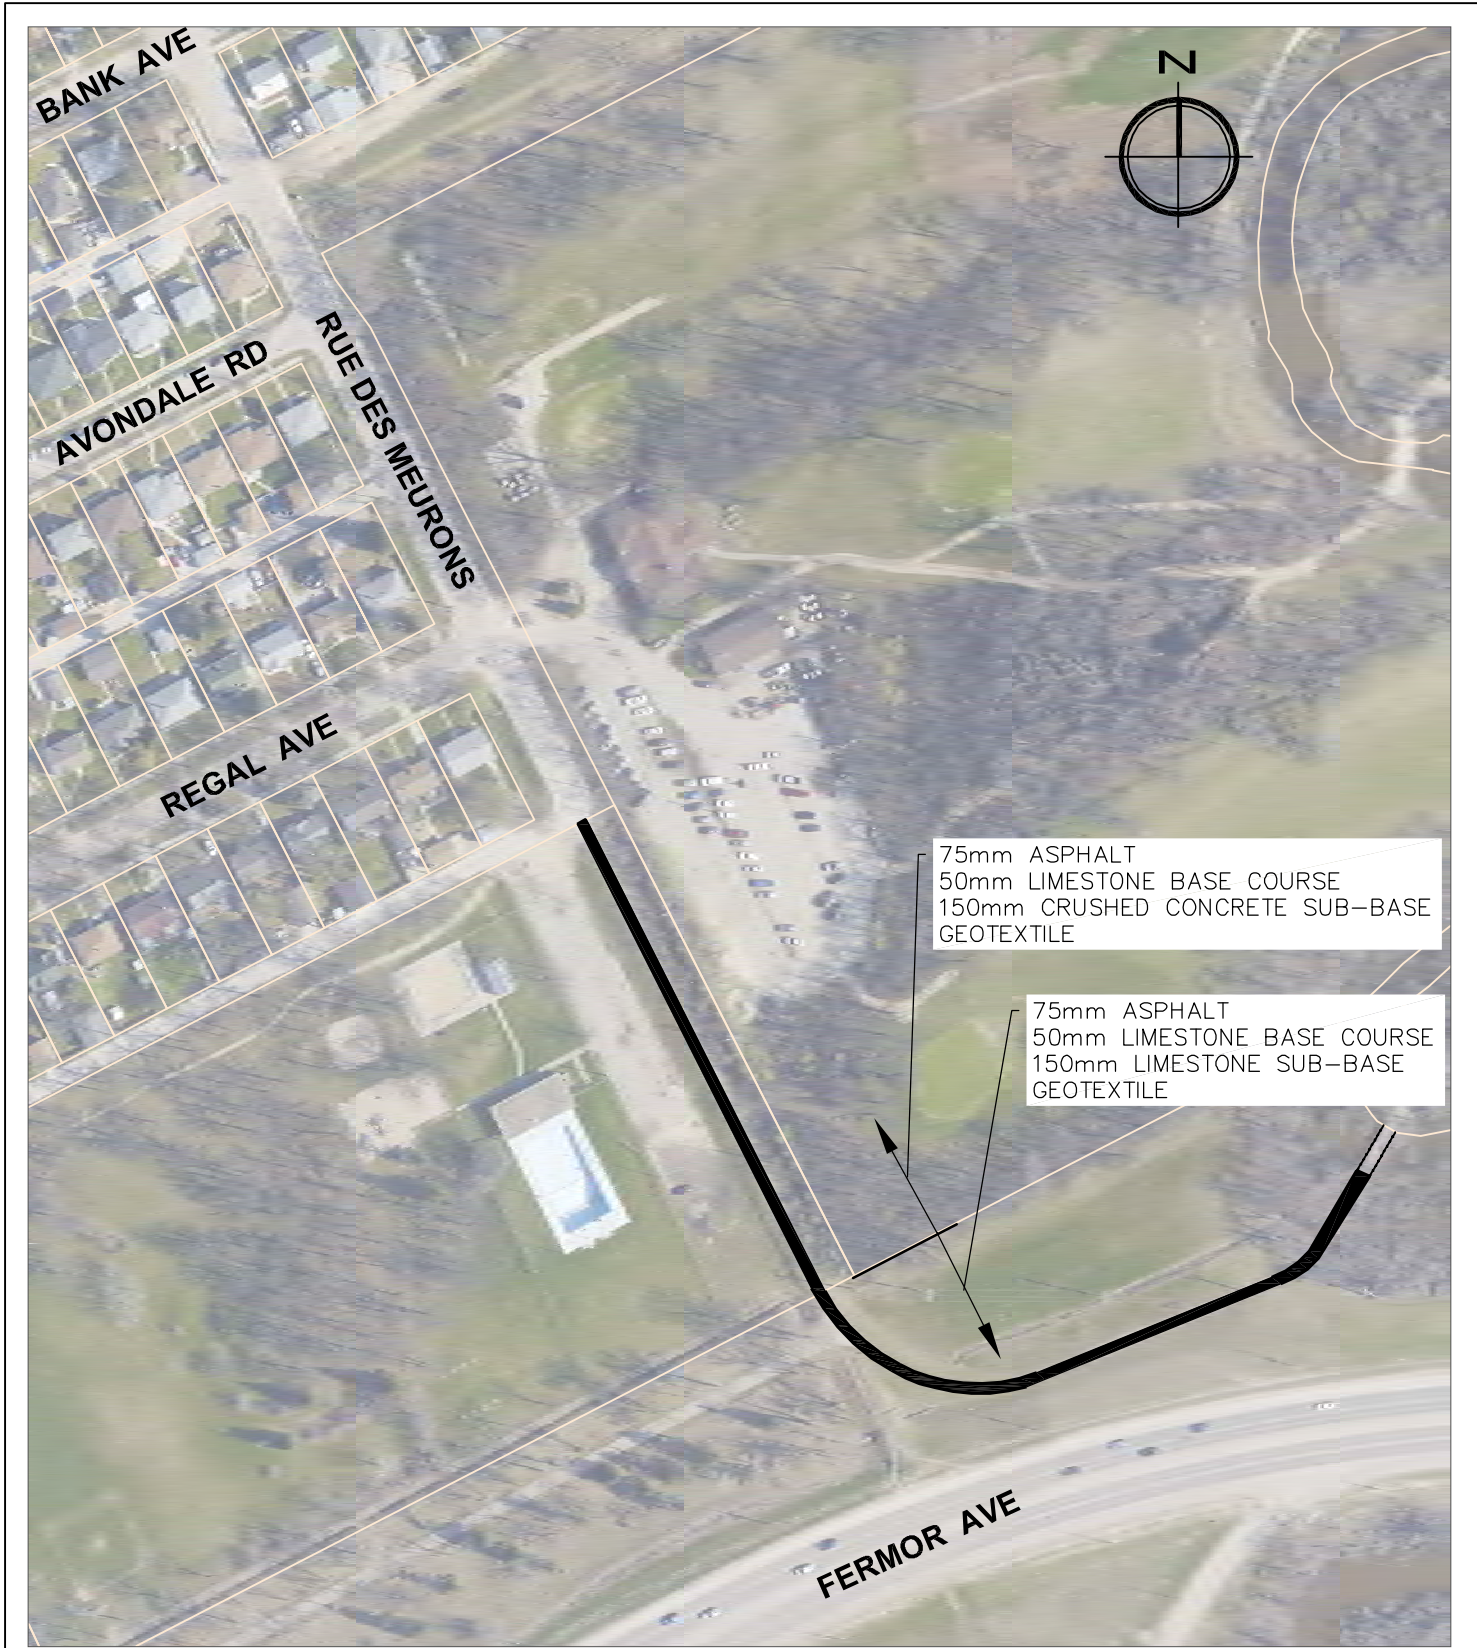 BANK AVE
N
RUE DES MEURONS
AVONDALE RD
REGAL AVE
75mm ASPHALT
50mm LIMESTONE BASE COURSE
150mm CRUSHED CONCRETE SUB-BASE
GEOTEXTILE
75mm ASPHALT
50mm LIMESTONE BASE COURSE
150mm LIMESTONE SUB-BASE
GEOTEXTILE
FERMOR AVE